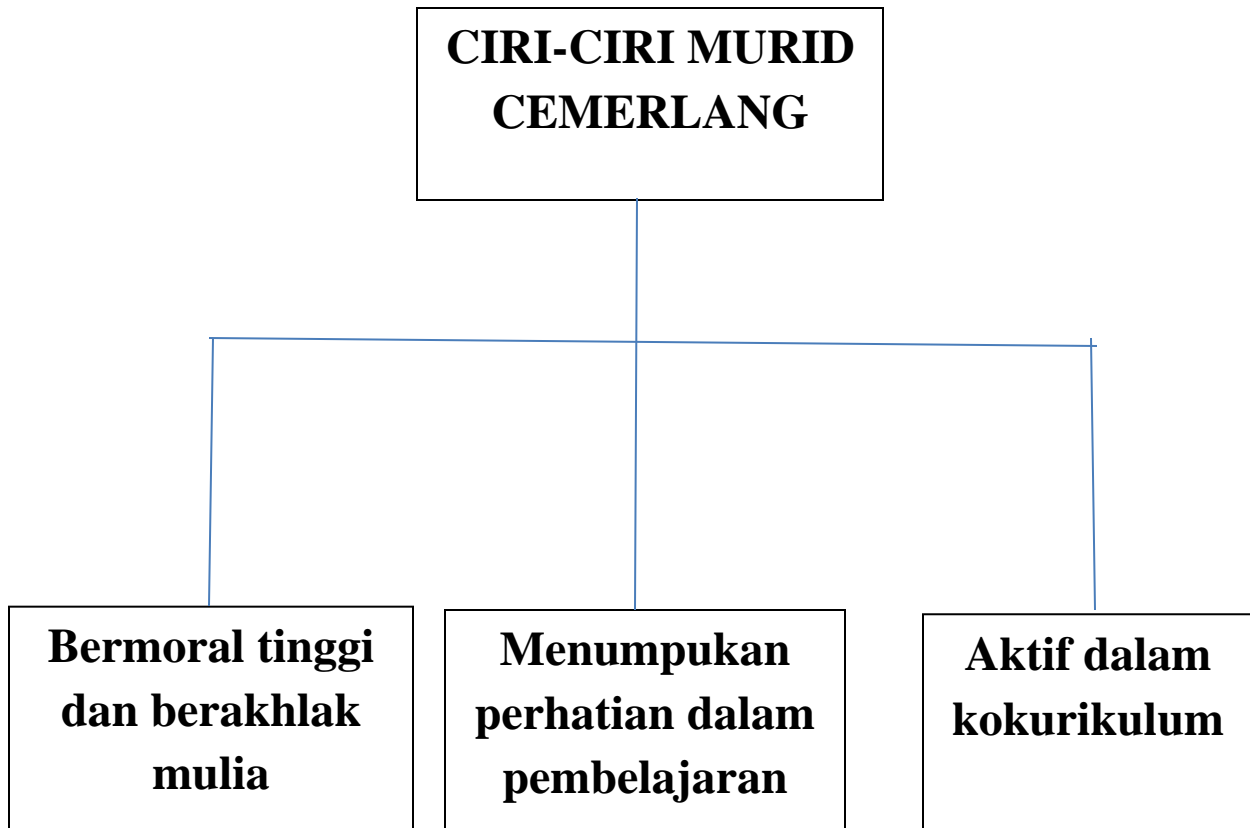 CIRI-CIRI MURID
CEMERLANG
Bermoral tinggi
dan berakhlak
mulia
Menumpukan
perhatian dalam
pembelajaran
Aktif dalam
kokurikulum